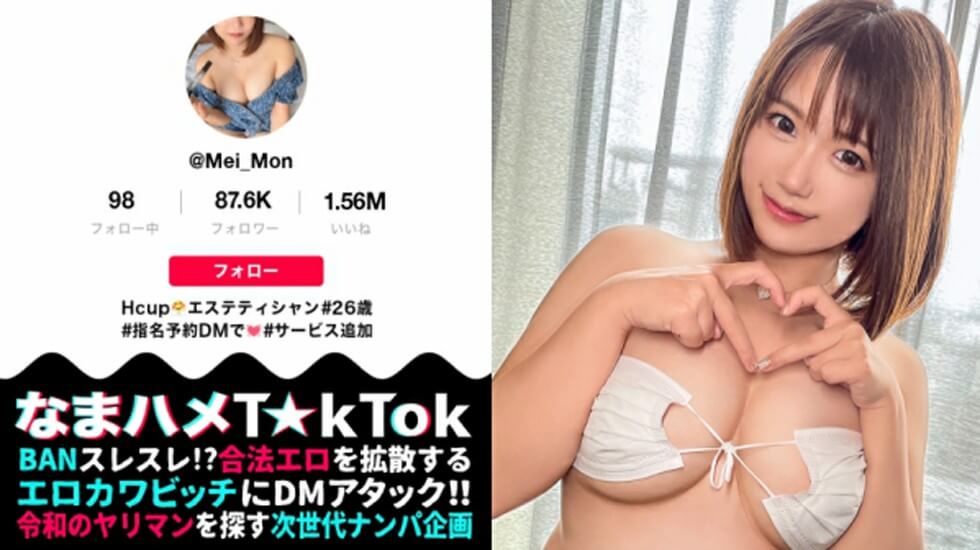 @Mei_Mon
98 87.6K 1.56M
フォロー中 フォロワー いいね
フォロー
Hcup🤗エステティシャン#26歳
#指名予約DMで💓#サービス追加
なまハメT★kTok
BANスレスレ!?合法エロを拡散する
エロカワビッチにDMアタック!!
令和のヤリマンを探す次世代ナンパ企画